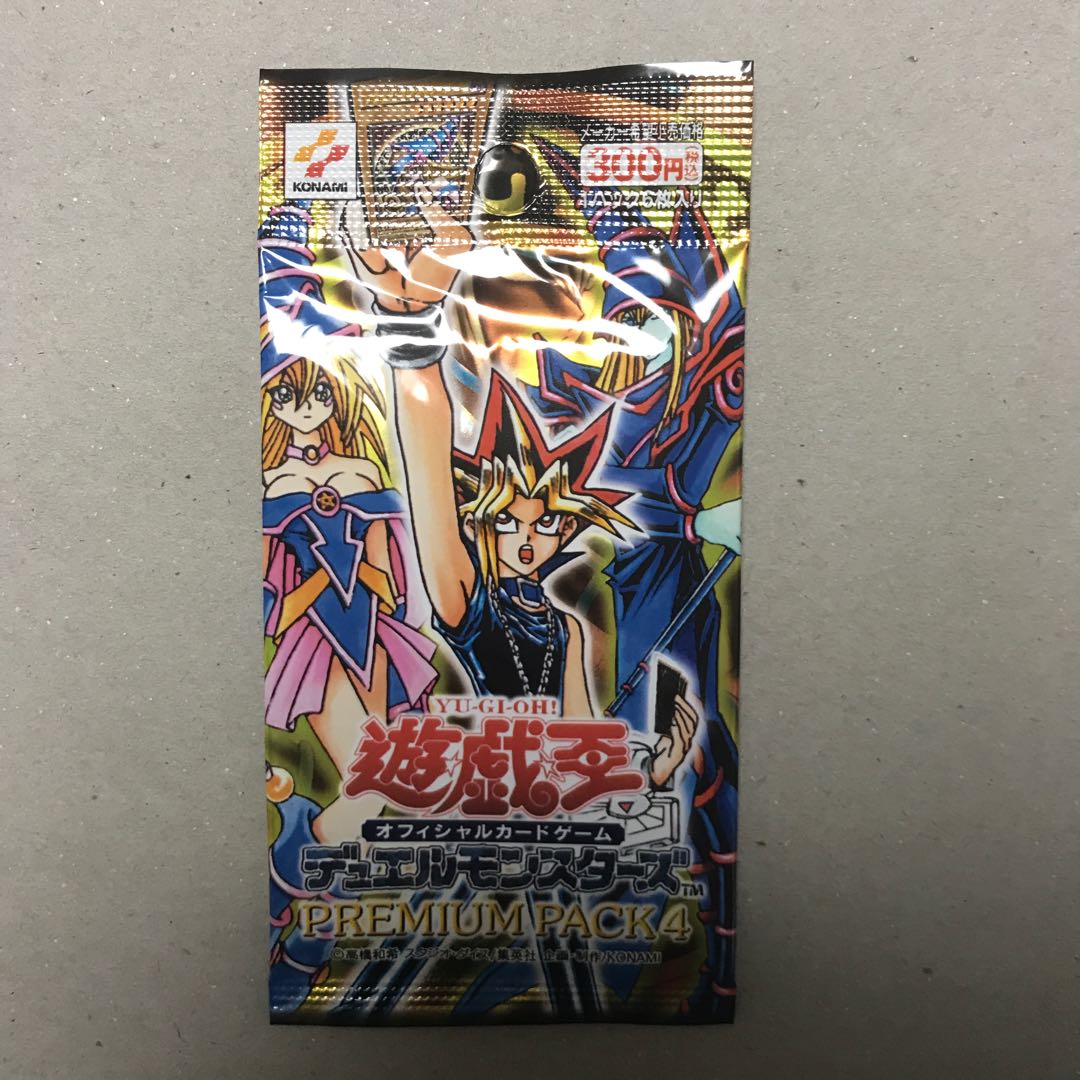 メーカー希望小売価格
300円 税込
1パック5枚入り
KONAMI
YU-GI-OH!
遊☆戯☆王
オフィシャルカードゲーム
デュエルモンスターズ™
PREMIUM PACK 4
©高橋和希 スタジオ・ダイス/集英社 企画・制作/KONAMI